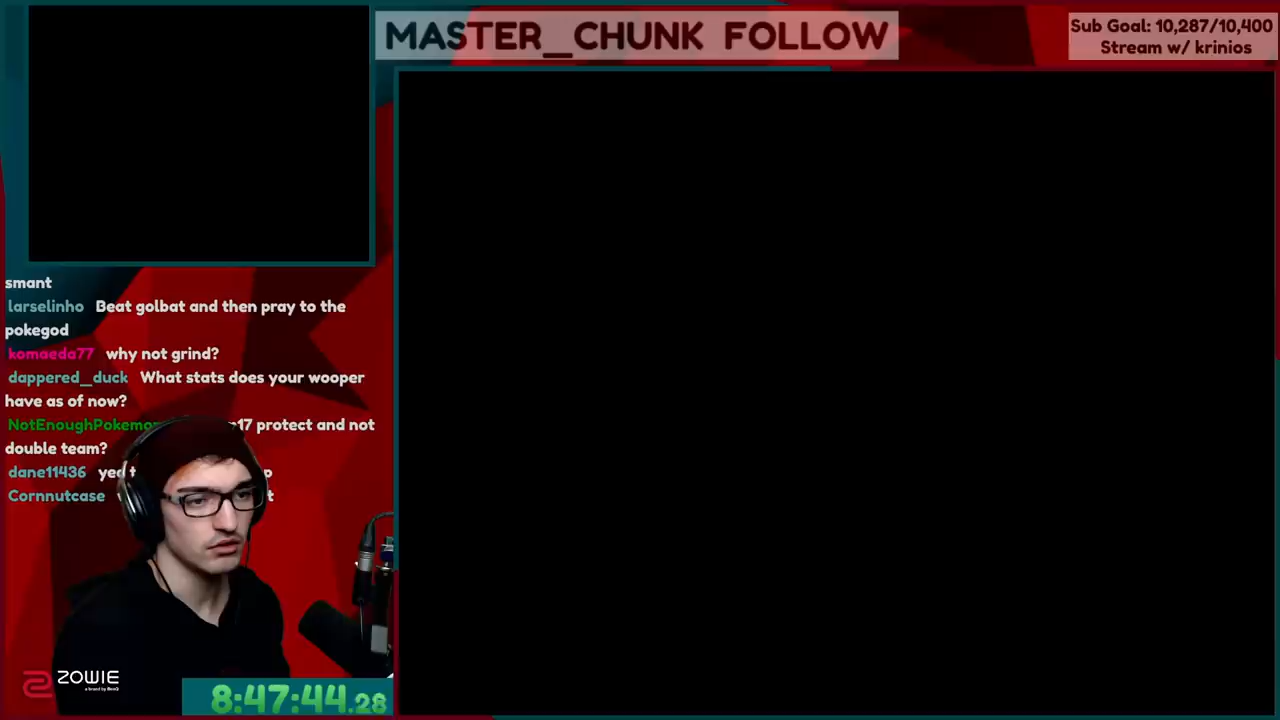 MASTER_CHUNK FOLLOW
Sub Goal: 10,287/10,400
Stream w/ krinios
smant
larselinho Beat golbat and then pray to the
pokegod
komaeda77 why not grind?
dappered_duck What stats does your wooper
have as of now?
17 protect and not
double team?
dane11436
Cornnutcase
ZOWIE
8:47:44.28